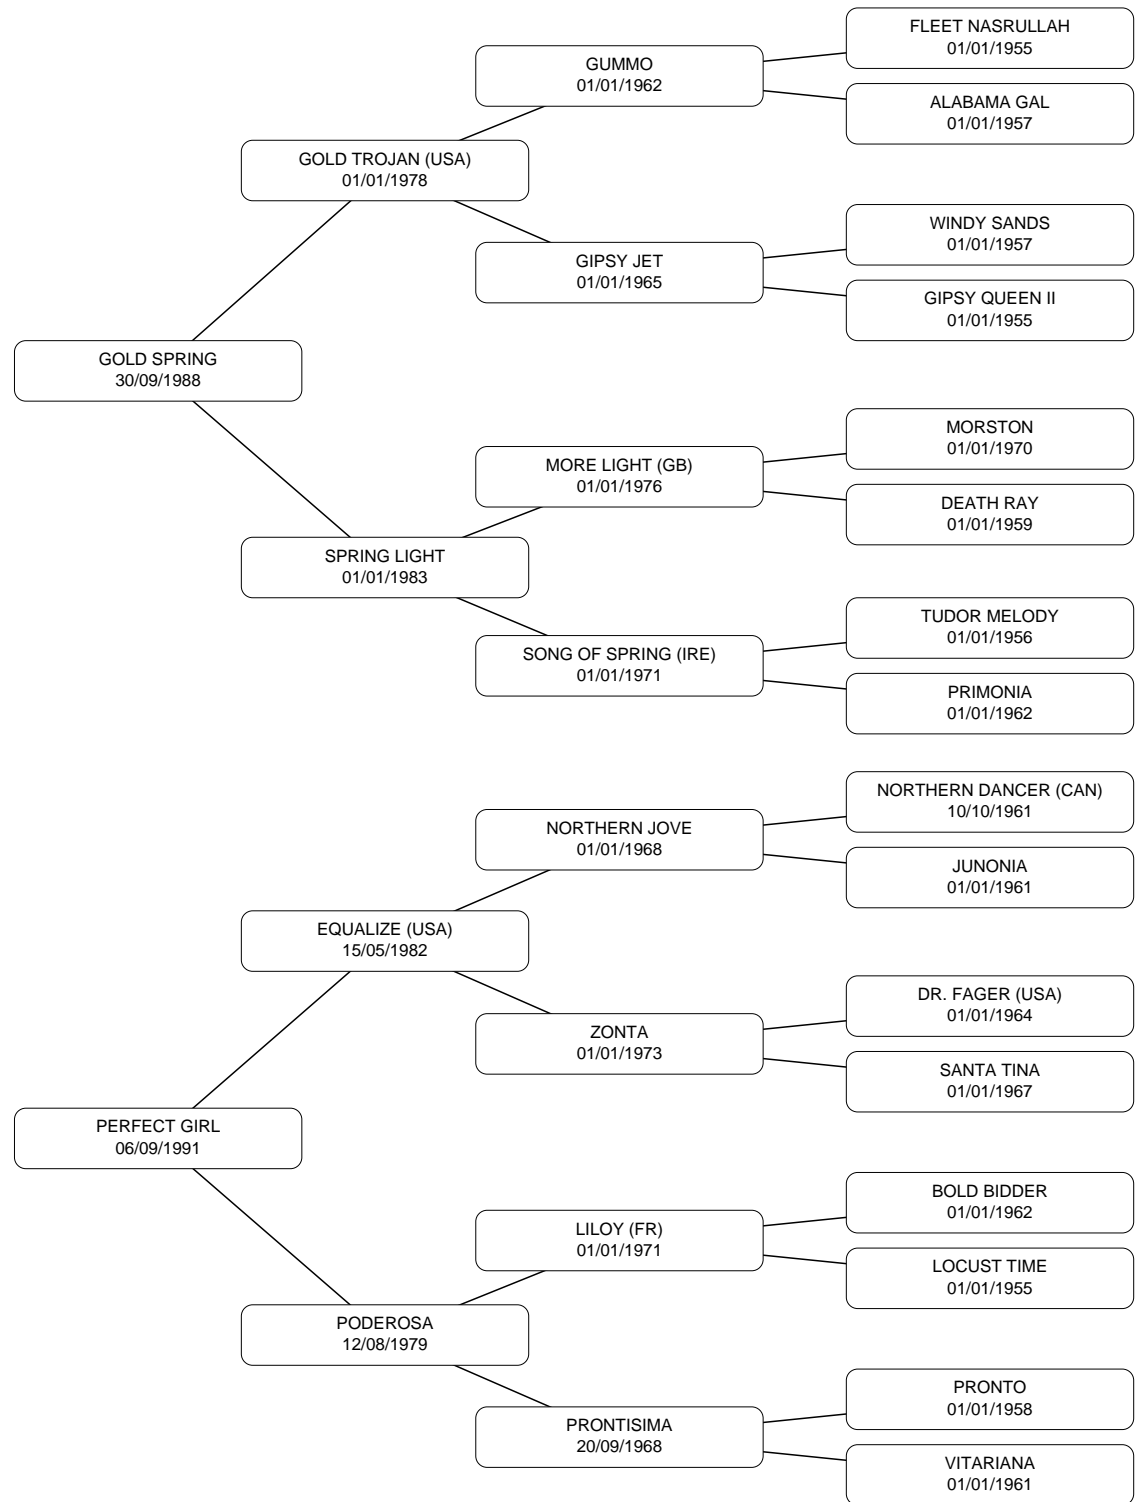 FLEET NASRULLAH
01/01/1955
GUMMO
01/01/1962
ALABAMA GAL
01/01/1957
GOLD TROJAN (USA)
01/01/1978
WINDY SANDS
01/01/1957
GIPSY JET
01/01/1965
GIPSY QUEEN II
01/01/1955
GOLD SPRING
30/09/1988
MORSTON
01/01/1970
MORE LIGHT (GB)
01/01/1976
DEATH RAY
01/01/1959
SPRING LIGHT
01/01/1983
TUDOR MELODY
01/01/1956
SONG OF SPRING (IRE)
01/01/1971
PRIMONIA
01/01/1962
NORTHERN DANCER (CAN)
10/10/1961
NORTHERN JOVE
01/01/1968
JUNONIA
01/01/1961
EQUALIZE (USA)
15/05/1982
DR. FAGER (USA)
01/01/1964
ZONTA
01/01/1973
SANTA TINA
01/01/1967
PERFECT GIRL
06/09/1991
BOLD BIDDER
01/01/1962
LILOY (FR)
01/01/1971
LOCUST TIME
01/01/1955
PODEROSA
12/08/1979
PRONTO
01/01/1958
PRONTISIMA
20/09/1968
VITARIANA
01/01/1961